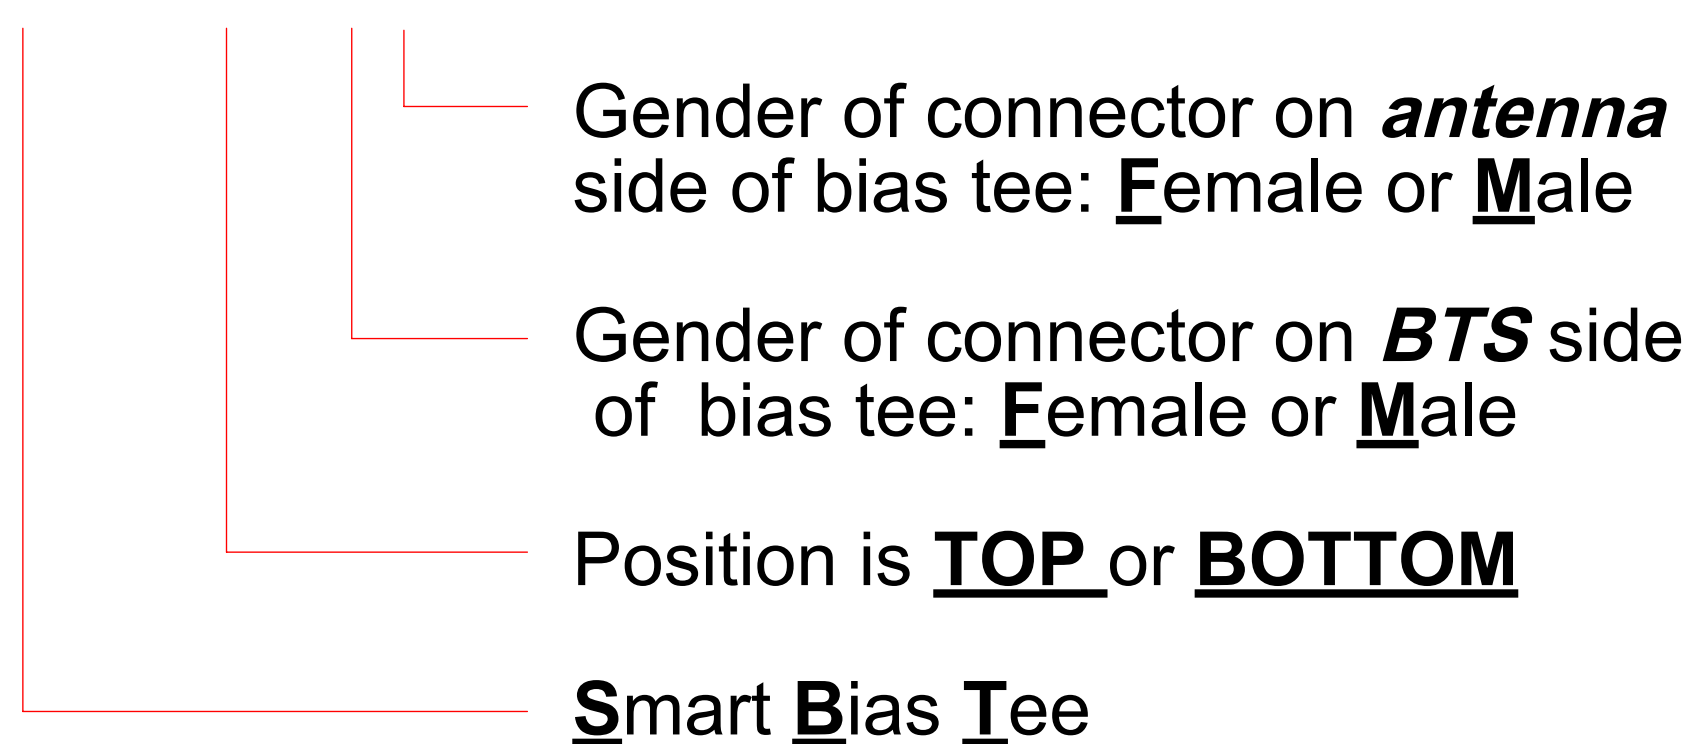 Gender of connector on antenna
side of bias tee: Female or Male
Gender of connector on BTS side
of bias tee: Female or Male
Position is TOP or BOTTOM
Smart Bias Tee